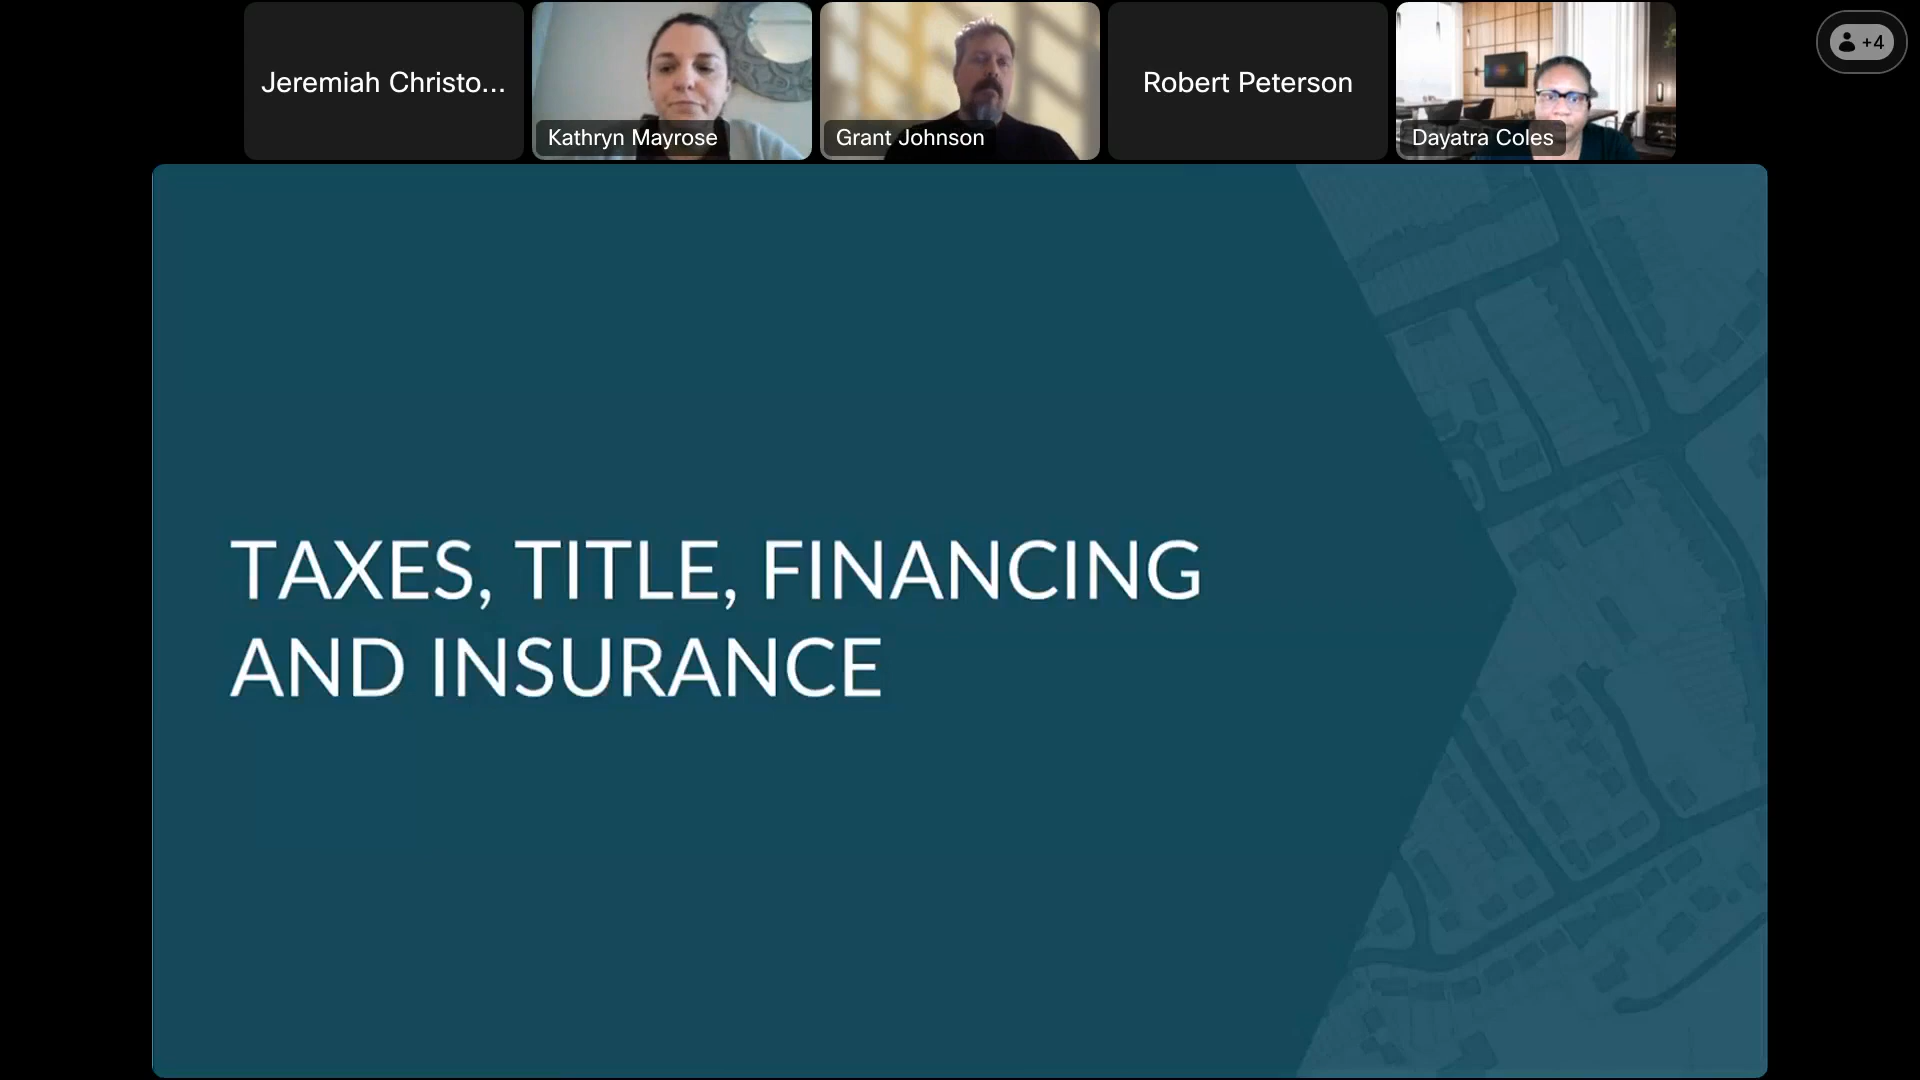 Jeremiah Christo...
Kathryn Mayrose
Grant Johnson
Robert Peterson
Dayatra Coles
+4
TAXES, TITLE, FINANCING
AND INSURANCE